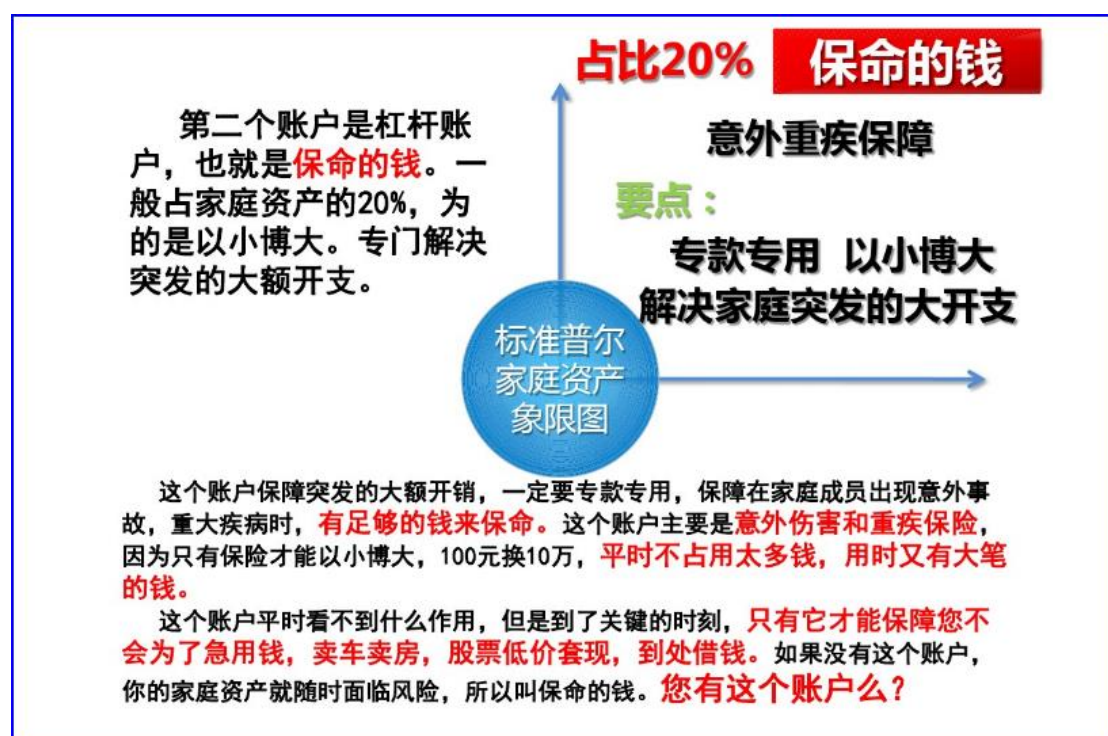 占比20%
保命的钱
第二个账户是杠杆账
户，也就是保命的钱。一
般占家庭资产的20%，为
的是以小博大。专门解决
突发的大额开支。
意外重疾保障
要点：
专款专用 以小博大
解决家庭突发的大开支
标准普尔
家庭资产
象限图
这个账户保障突发的大额开销，一定要专款专用，保障在家庭成员出现意外事
故，重大疾病时，有足够的钱来保命。这个账户主要是意外伤害和重疾保险，
因为只有保险才能以小博大，100元换10万，平时不占用太多钱，用时又有大笔
的钱。
这个账户平时看不到什么作用，但是到了关键的时刻，只有它才能保障您不
会为了急用钱，卖车卖房，股票低价套现，到处借钱。如果没有这个账户，
你的家庭资产就随时面临风险，所以叫保命的钱。您有这个账户么？